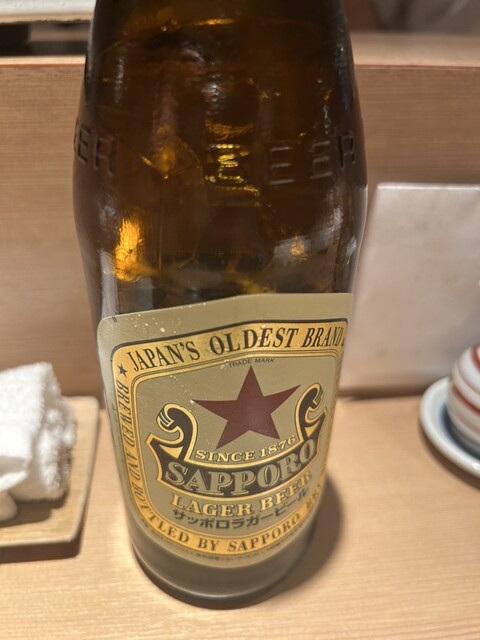 BEER
JAPAN'S OLDEST BRAND
TRADE MARK
SINCE 1876
SAPPORO
LAGER BEER
サッポロラガービール
BREWED AND BOTTLED BY SAPPORO